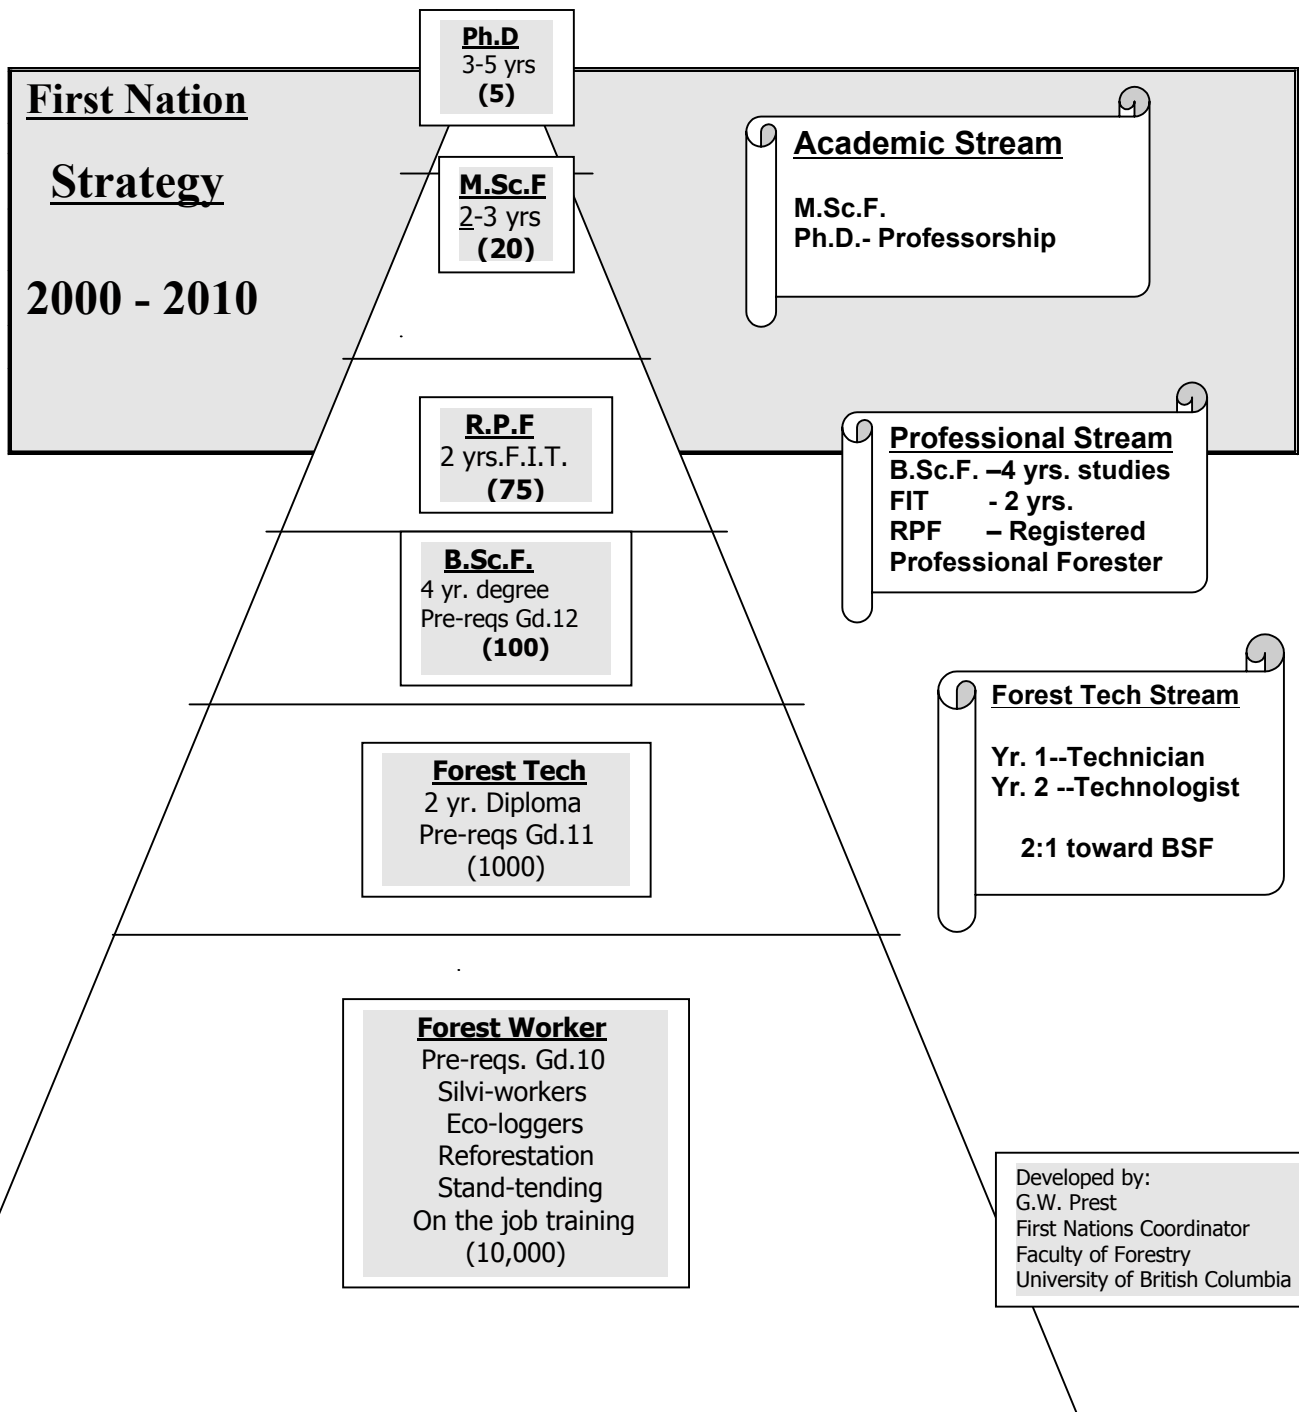 Ph.D
3-5 yrs
(5)
First Nation
Strategy
2000 - 2010
M.Sc.F
2-3 yrs
(20)
.
Academic Stream
M.Sc.F.
Ph.D.- Professorship
R.P.F
2 yrs.F.I.T.
(75)
Professional Stream
B.Sc.F. –4 yrs. studies
FIT - 2 yrs.
RPF – Registered
Professional Forester
B.Sc.F.
4 yr. degree
Pre-reqs Gd.12
(100)
Forest Tech Stream
Yr. 1--Technician
Yr. 2 --Technologist
2:1 toward BSF
Forest Tech
2 yr. Diploma
Pre-reqs Gd.11
(1000)
.
Forest Worker
Pre-reqs. Gd.10
Silvi-workers
Eco-loggers
Reforestation
Stand-tending
On the job training
(10,000)
Developed by:
G.W. Prest
First Nations Coordinator
Faculty of Forestry
University of British Columbia